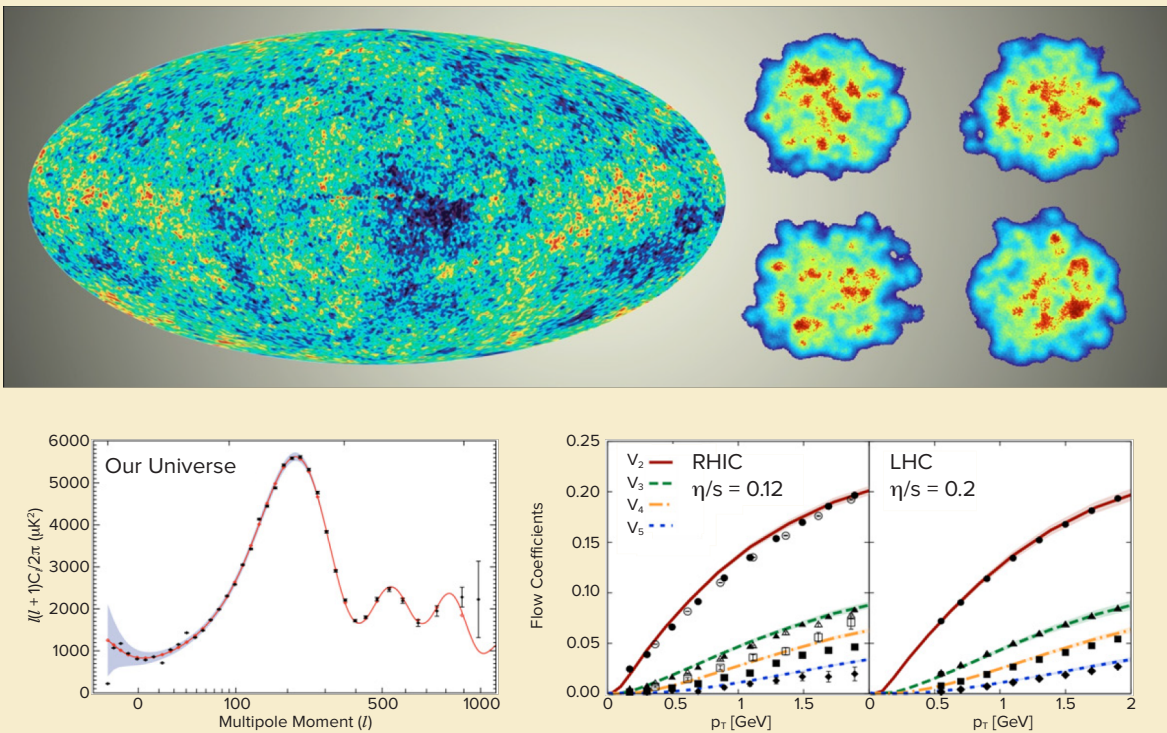 Our Universe
6000
5000
4000
3000
2000
1000
0
l(l + 1)Cl/2π (μK²)
0
100
500
1000
Multipole Moment (l)
0.25
0.20
0.15
0.10
0.05
0.00
Flow Coefficients
V₂
V₃
V₄
V₅
RHIC
η/s = 0.12
LHC
η/s = 0.2
0
0.5
1
1.5
0
0.5
1
1.5
2
pT [GeV]
pT [GeV]